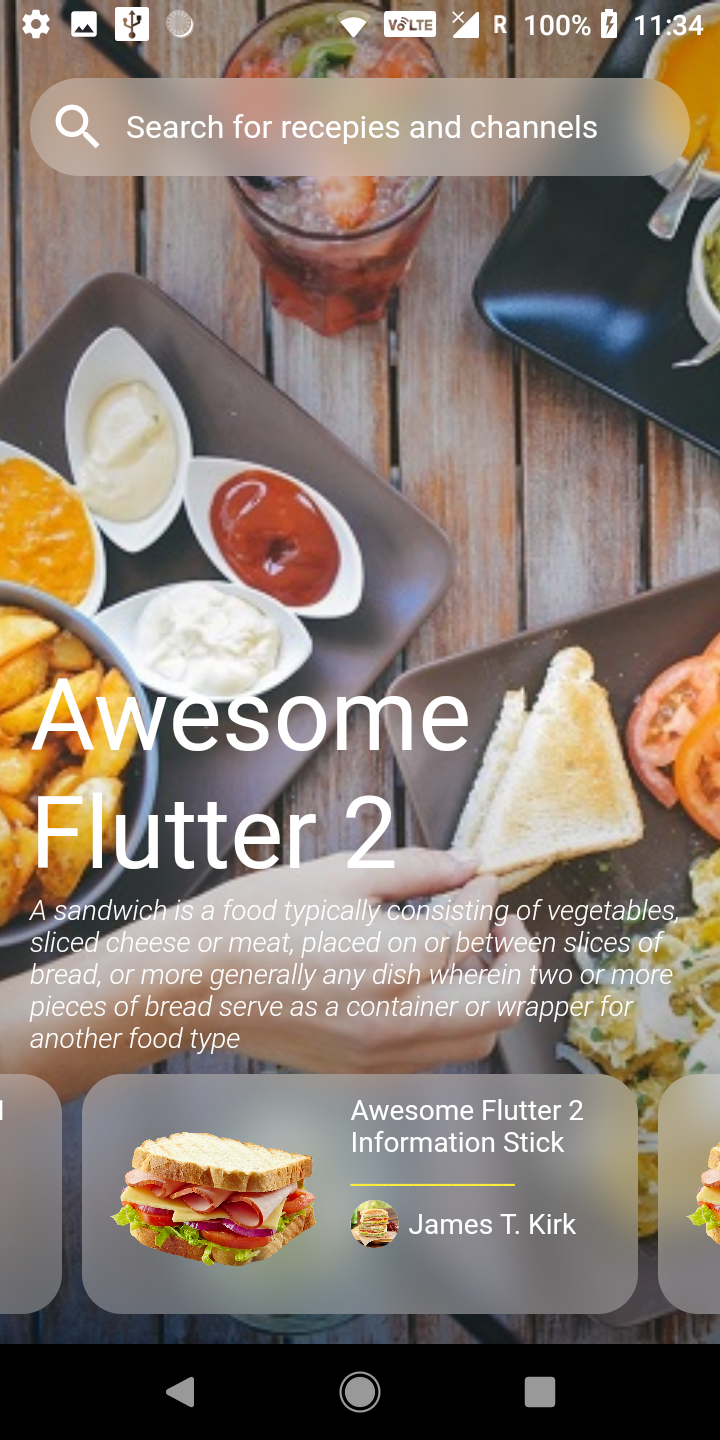 VoLTE R 100% 11:34
Search for recepies and channels
Awesome
Flutter 2
A sandwich is a food typically consisting of vegetables,
sliced cheese or meat, placed on or between slices of
bread, or more generally any dish wherein two or more
pieces of bread serve as a container or wrapper for
another food type
Awesome Flutter 2
Information Stick
James T. Kirk